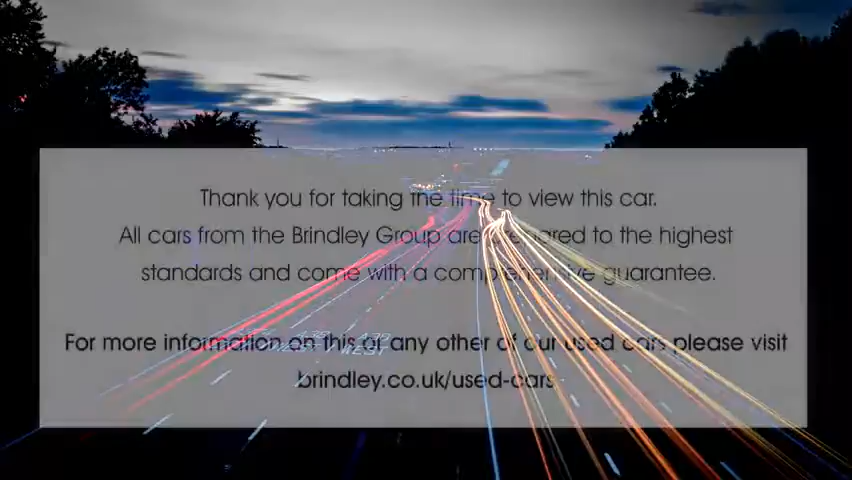 Thank you for taking the time to view this car.
All cars from the Brindley Group are prepared to the highest
standards and come with a comprehensive guarantee.
For more information on this or any other of our used cars please visit
brindley.co.uk/used-cars